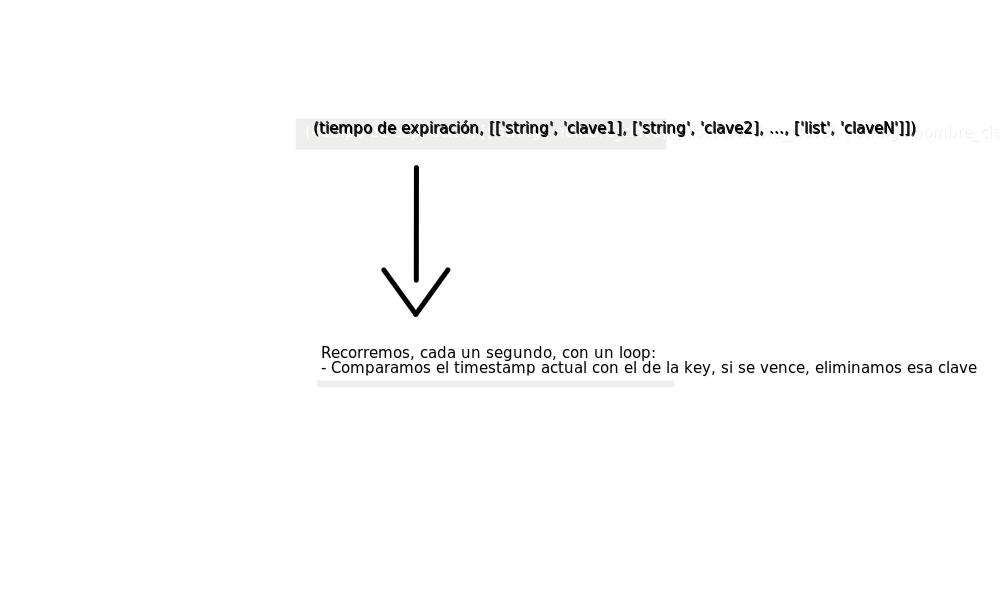 (tiempo de expiración, [['string', 'clave1], ['string', 'clave2], ..., ['list', 'claveN']])
Recorremos, cada un segundo, con un loop:
- Comparamos el timestamp actual con el de la key, si se vence, eliminamos esa clave